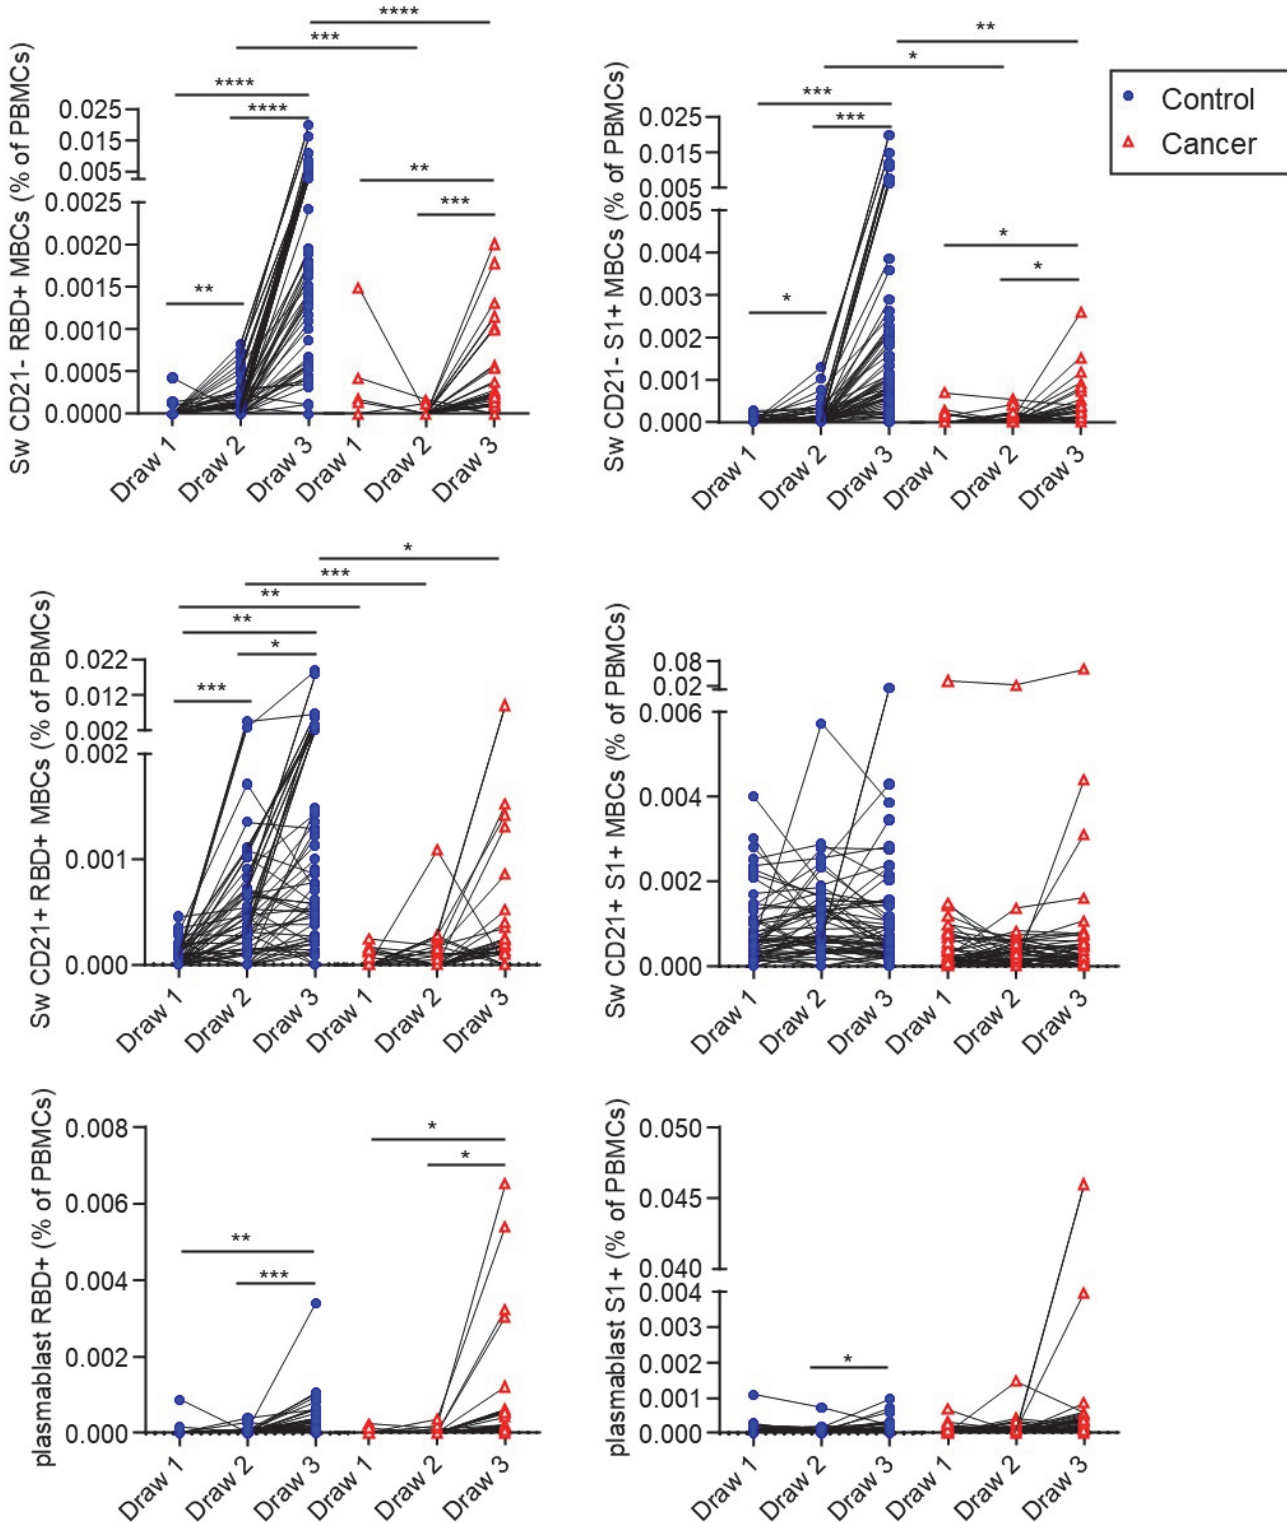 ****
***
****
****
**
***
**
Sw CD21- RBD+ MBCs (% of PBMCs)
0.025
0.015
0.005
0.0025
0.0020
0.0015
0.0010
0.0005
0.0000
Draw 1
Draw 2
Draw 3
Draw 1
Draw 2
Draw 3
**
*
***
***
*
*
*
Sw CD21- S1+ MBCs (% of PBMCs)
0.025
0.015
0.005
0.005
0.004
0.003
0.002
0.001
0.000
Draw 1
Draw 2
Draw 3
Draw 1
Draw 2
Draw 3
Control
Cancer
*
***
**
**
*
***
Sw CD21+ RBD+ MBCs (% of PBMCs)
0.022
0.012
0.002
0.002
0.001
0.000
Draw 1
Draw 2
Draw 3
Draw 1
Draw 2
Draw 3
Sw CD21+ S1+ MBCs (% of PBMCs)
0.08
0.02
0.006
0.004
0.002
0.000
Draw 1
Draw 2
Draw 3
Draw 1
Draw 2
Draw 3
*
*
**
***
plasmablast RBD+ (% of PBMCs)
0.008
0.006
0.004
0.002
0.000
Draw 1
Draw 2
Draw 3
Draw 1
Draw 2
Draw 3
*
plasmablast S1+ (% of PBMCs)
0.050
0.045
0.040
0.004
0.003
0.002
0.001
0.000
Draw 1
Draw 2
Draw 3
Draw 1
Draw 2
Draw 3